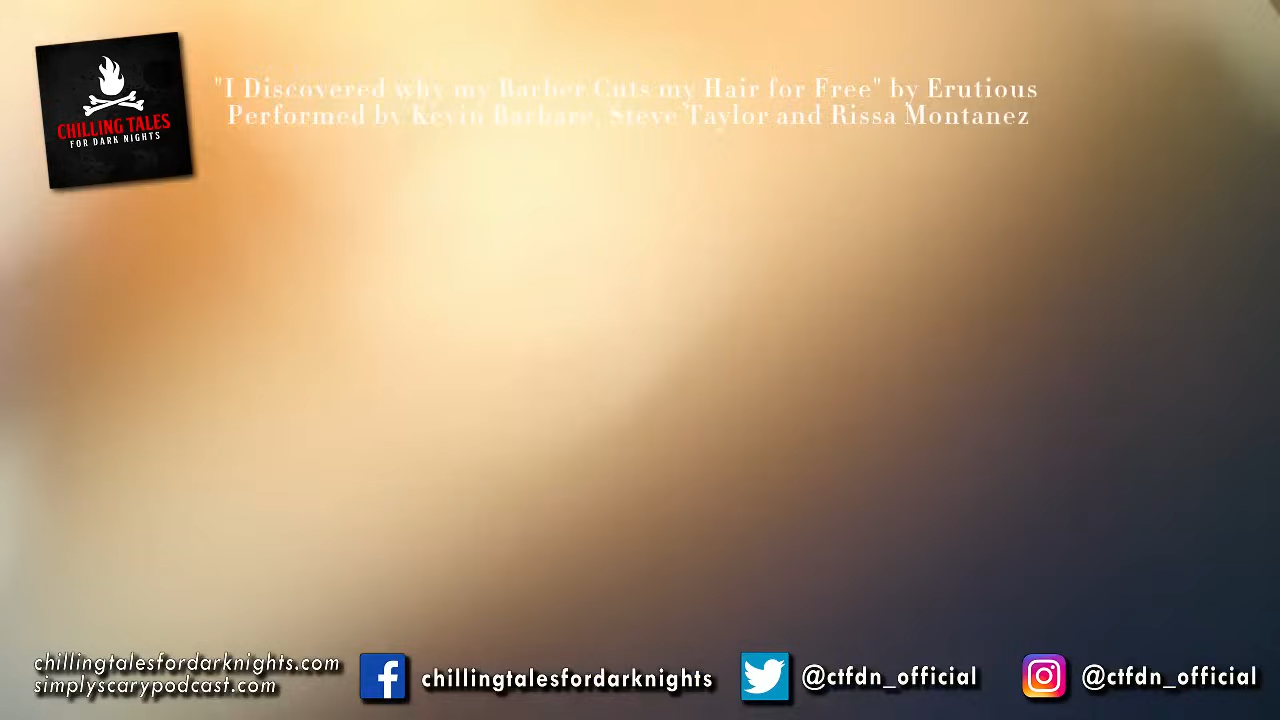 "I Discovered why my Barber Cuts my Hair for Free" by Erutious
Performed by Kevin Barbare, Steve Taylor and Rissa Montanez
CHILLING TALES
FOR DARK NIGHTS
chillingtalesfordarknights.com
simplyscarypodcast.com
chillingtalesfordarknights
@ctfdn_official
@ctfdn_official